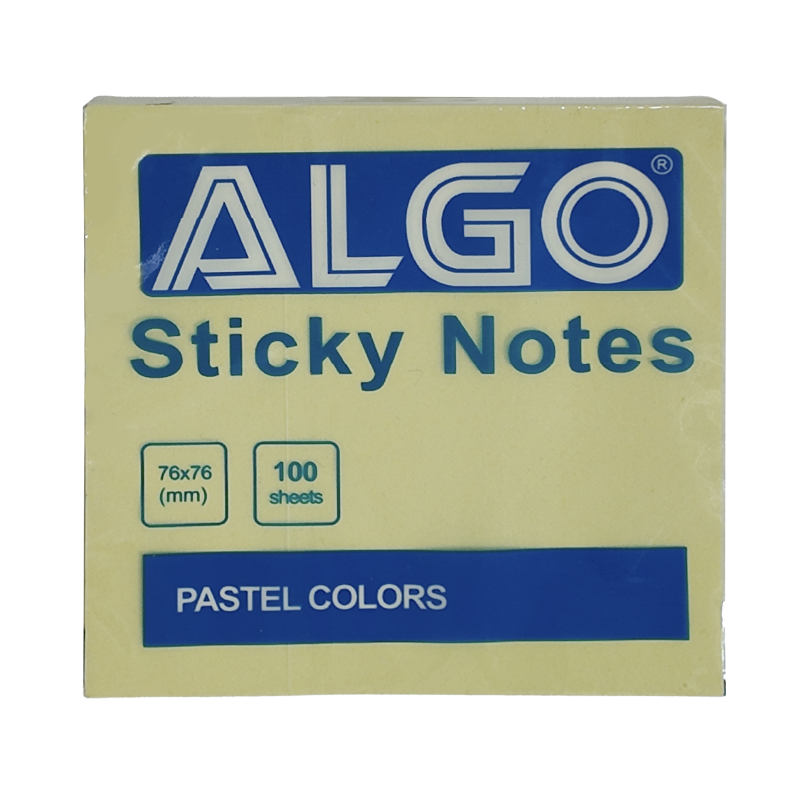 ALGO®
Sticky Notes
76x76
(mm)
100
sheets
PASTEL COLORS